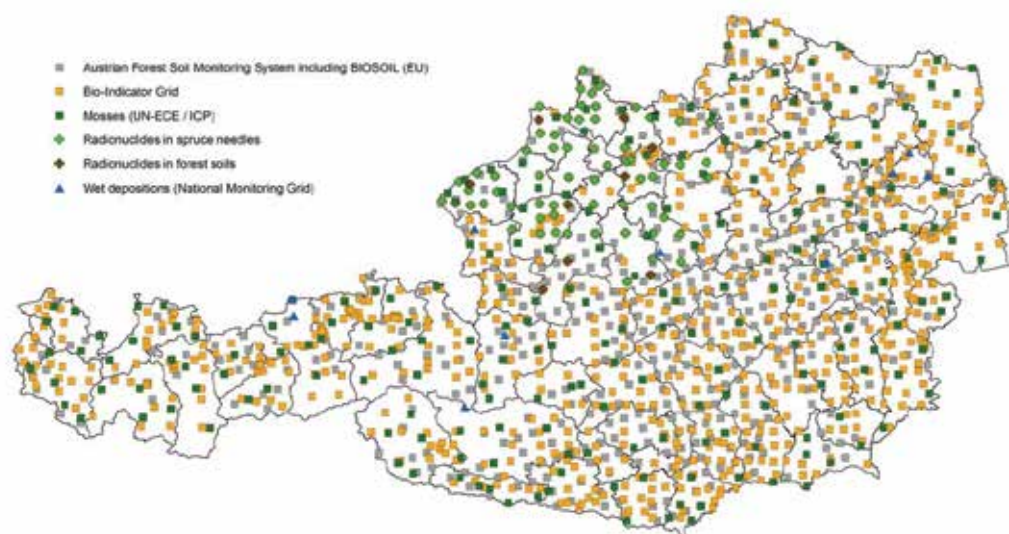 Austrian Forest Soil Monitoring System including BIOSOIL (EU)
Bio-Indicator Grid
Mosses (UN-ECE / ICP)
Radionuclides in spruce needles
Radionuclides in forest soils
Wet depositions (National Monitoring Grid)